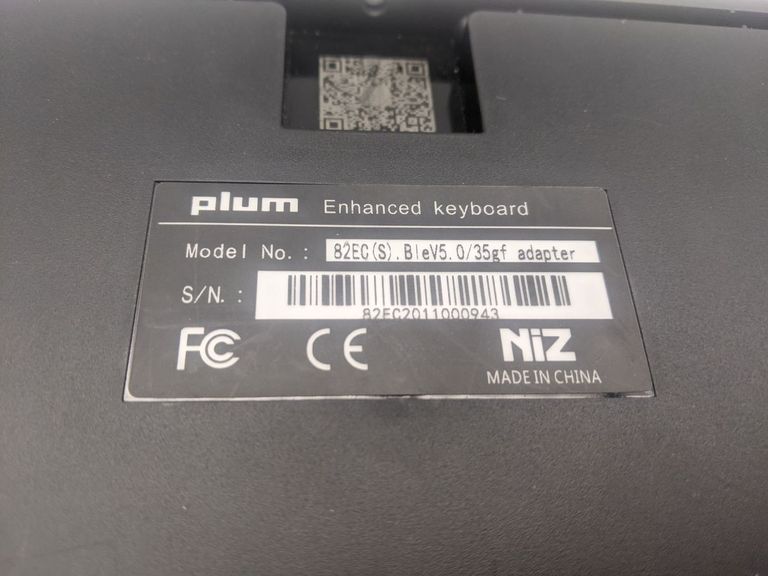 plum Enhanced keyboard
Model No. : 82EC(S).BleV5.0/35gf adapter
S/N. :
82EC2011000943
FC CE NiZ
MADE IN CHINA